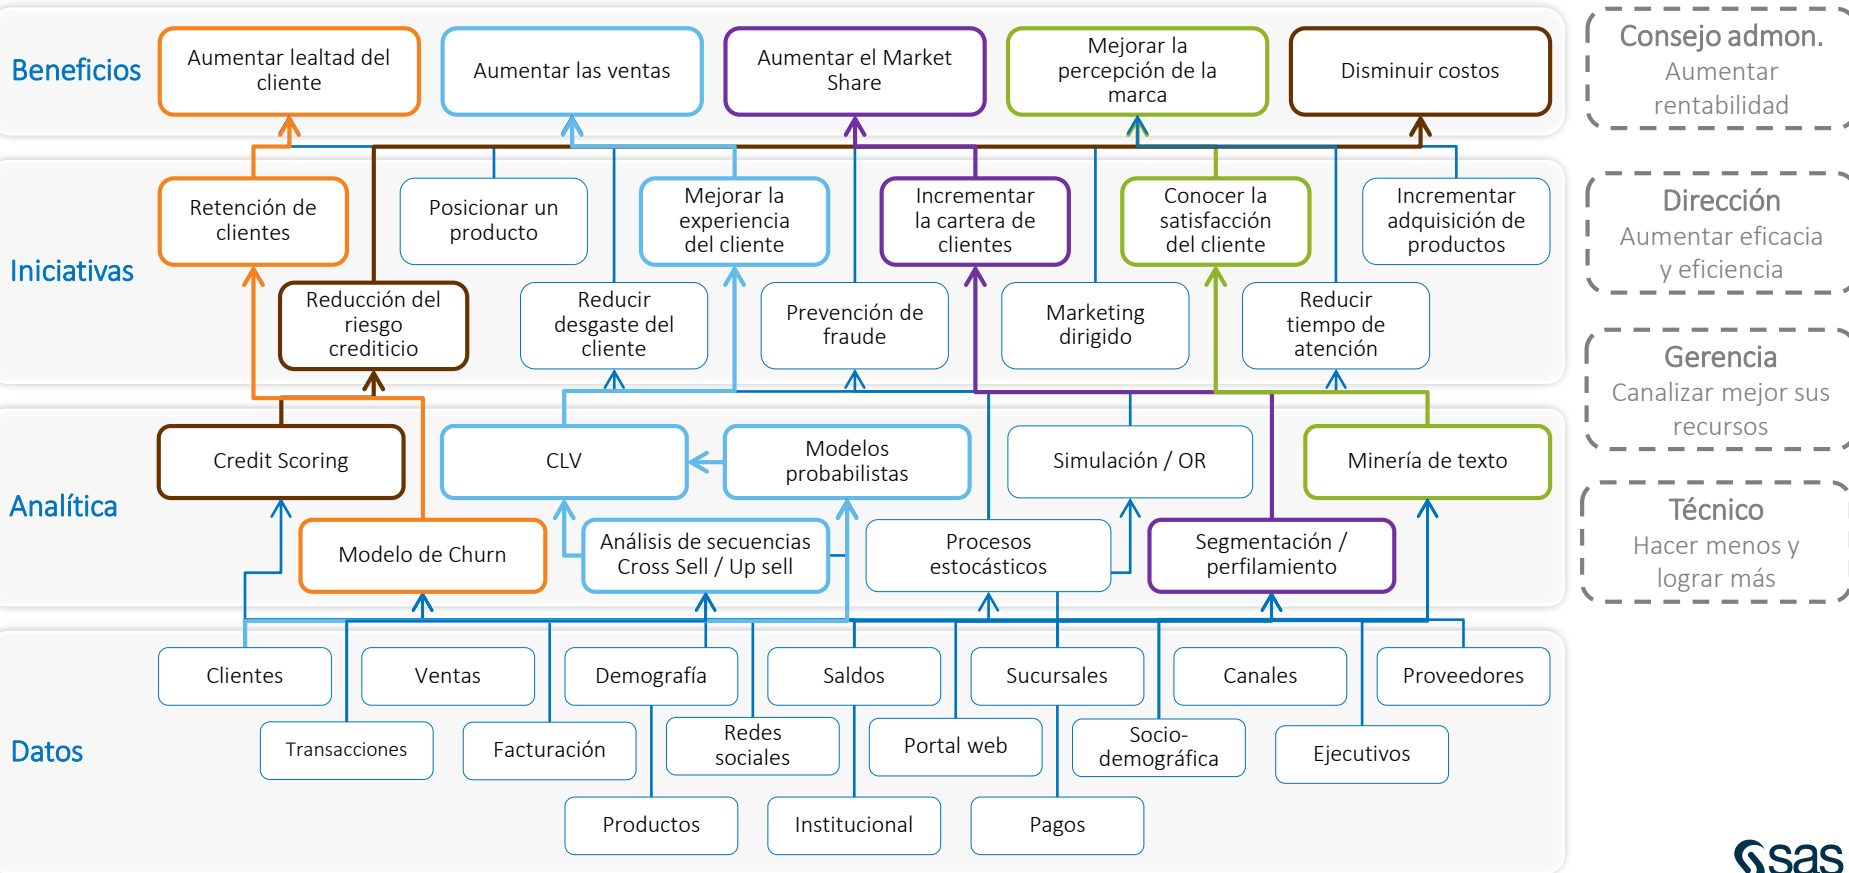 Beneficios
Aumentar lealtad del
cliente
Aumentar las ventas
Aumentar el Market
Share
Mejorar la
percepción de la
marca
Disminuir costos
Consejo admon.
Aumentar
rentabilidad
Iniciativas
Retención de
clientes
Posicionar un
producto
Mejorar la
experiencia
del cliente
Incrementar
la cartera de
clientes
Conocer la
satisfacción
del cliente
Incrementar
adquisición de
productos
Dirección
Aumentar eficacia
y eficiencia
Reducción del
riesgo
crediticio
Reducir
desgaste del
cliente
Prevención de
fraude
Marketing
dirigido
Reducir
tiempo de
atención
Gerencia
Canalizar mejor sus
recursos
Analítica
Credit Scoring
CLV
Modelos
probabilistas
Simulación / OR
Minería de texto
Modelo de Churn
Análisis de secuencias
Cross Sell / Up sell
Procesos
estocásticos
Segmentación /
perfilamiento
Técnico
Hacer menos y
lograr más
Datos
Clientes
Ventas
Demografía
Saldos
Sucursales
Canales
Proveedores
Transacciones
Facturación
Redes
sociales
Portal web
Socio-
demográfica
Ejecutivos
Productos
Institucional
Pagos
sas